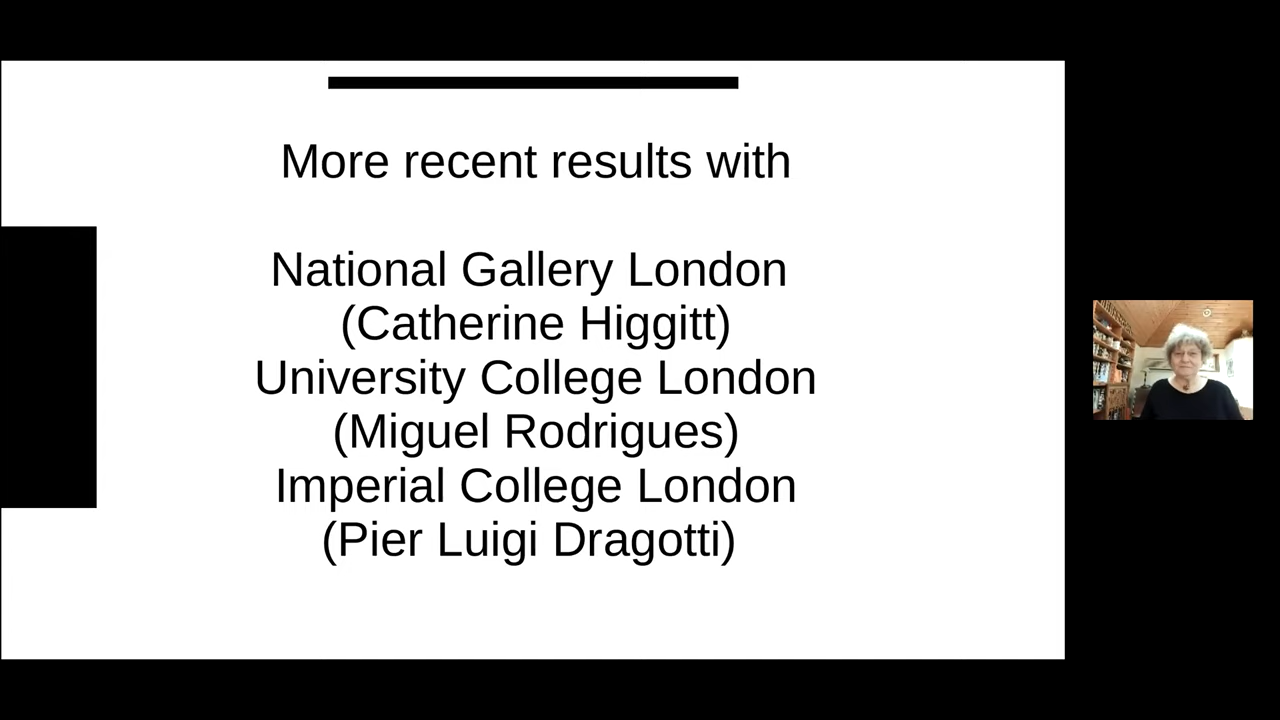 More recent results with
National Gallery London
(Catherine Higgitt)
University College London
(Miguel Rodrigues)
Imperial College London
(Pier Luigi Dragotti)